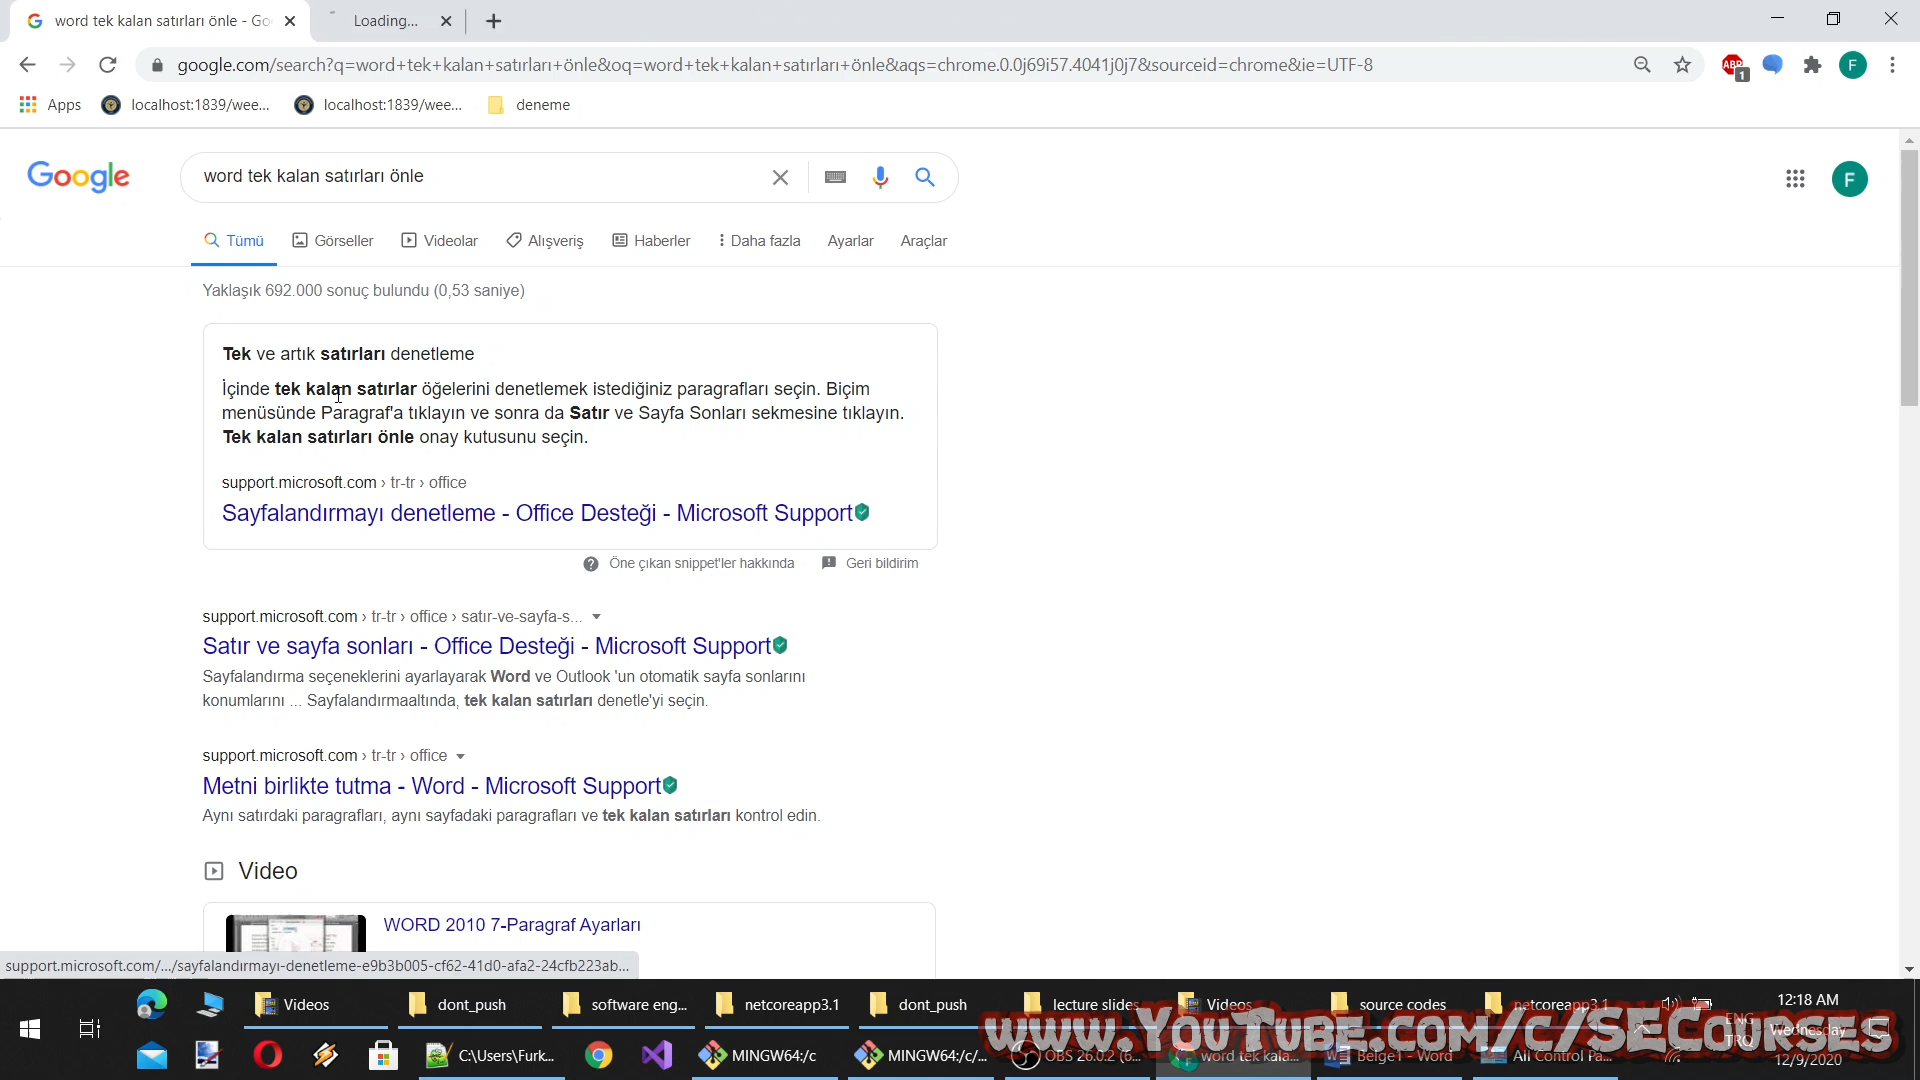 word tek kalan satırları önle - Go
Loading...
google.com/search?q=word+tek+kalan+satırları+önle&oq=word+tek+kalan+satırları+önle&aqs=chrome.0.0j69i57.4041j0j7&sourceid=chrome&ie=UTF-8
ABP
1
F
Apps
localhost:1839/wee...
localhost:1839/wee...
deneme
Google
word tek kalan satırları önle
F
Tümü
Görseller
Videolar
Alışveriş
Haberler
Daha fazla
Ayarlar
Araçlar
Yaklaşık 692.000 sonuç bulundu (0,53 saniye)
Tek ve artık satırları denetleme
İçinde tek kalan satırlar öğelerini denetlemek istediğiniz paragrafları seçin. Biçim
menüsünde Paragraf'a tıklayın ve sonra da Satır ve Sayfa Sonları sekmesine tıklayın.
Tek kalan satırları önle onay kutusunu seçin.
support.microsoft.com › tr-tr › office
Sayfalandırmayı denetleme - Office Desteği - Microsoft Support
Öne çıkan snippet'ler hakkında
Geri bildirim
support.microsoft.com › tr-tr › office › satır-ve-sayfa-s...
Satır ve sayfa sonları - Office Desteği - Microsoft Support
Sayfalandırma seçeneklerini ayarlayarak Word ve Outlook 'un otomatik sayfa sonlarını
konumlarını ... Sayfalandırmaaltında, tek kalan satırları denetle'yi seçin.
support.microsoft.com › tr-tr › office
Metni birlikte tutma - Word - Microsoft Support
Aynı satırdaki paragrafları, aynı sayfadaki paragrafları ve tek kalan satırları kontrol edin.
Video
WORD 2010 7-Paragraf Ayarları
support.microsoft.com/.../sayfalandırmayı-denetleme-e9b3b005-cf62-41d0-afa2-24cfb223ab...
Videos
dont_push
software eng...
netcoreapp3.1
dont_push
lecture slides
Videos
source codes
netcoreapp3.1
12:18 AM
www.YouTube.com/c/SECourses
ENG
TRQ
Wednesday
C:\Users\Furk...
MINGW64:/c
MINGW64:/c/...
OBS 26.0.2 (6...
word tek kala...
Belge1 - Word
All Control Pa...
12/9/2020